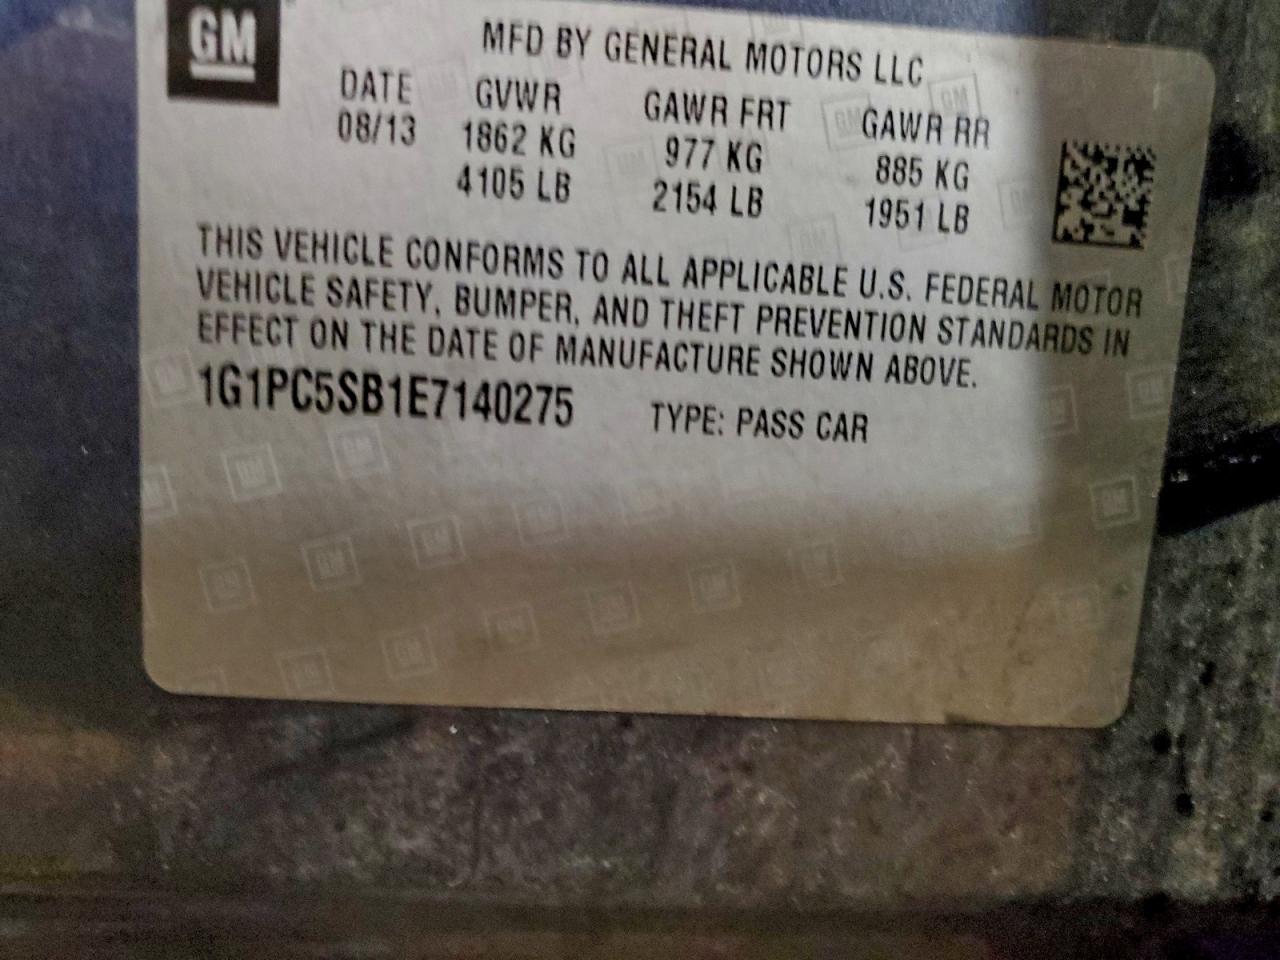 GM
MFD BY GENERAL MOTORS LLC
DATE GVWR GAWR FRT GAWR RR
08/13 1862 KG 977 KG 885 KG
4105 LB 2154 LB 1951 LB
THIS VEHICLE CONFORMS TO ALL APPLICABLE U.S. FEDERAL MOTOR
VEHICLE SAFETY, BUMPER, AND THEFT PREVENTION STANDARDS IN
EFFECT ON THE DATE OF MANUFACTURE SHOWN ABOVE.
1G1PC5SB1E7140275 TYPE: PASS CAR